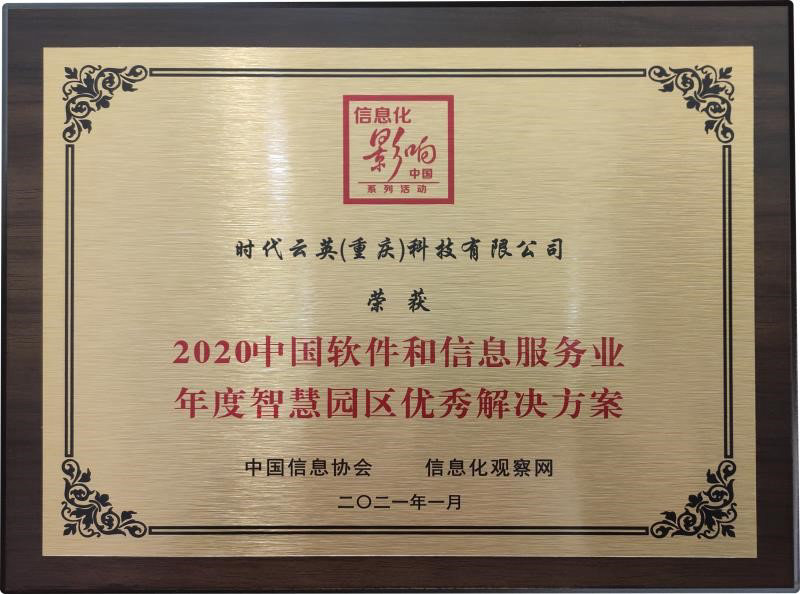 信息化
影响
中国
系列活动
时代云英(重庆)科技有限公司
荣获
2020中国软件和信息服务业
年度智慧园区优秀解决方案
中国信息协会 信息化观察网
二〇二一年一月